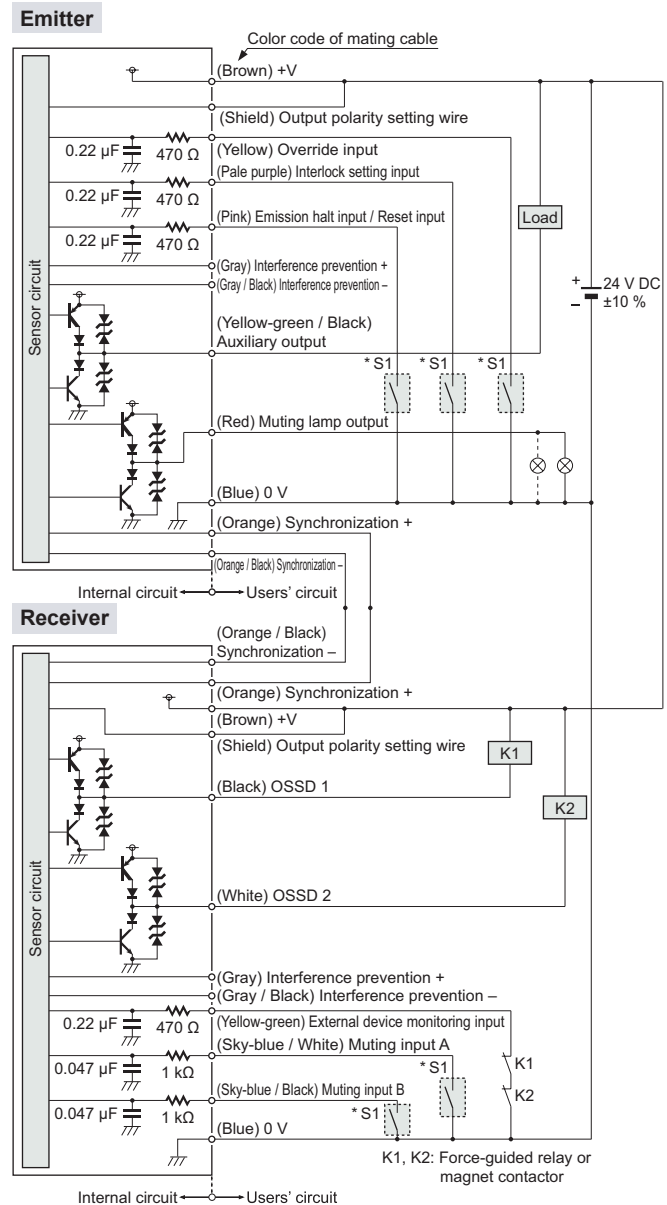 Emitter
Color code of mating cable
(Brown) +V
(Shield) Output polarity setting wire
0.22 µF
470 Ω
(Yellow) Override input
0.22 µF
470 Ω
(Pale purple) Interlock setting input
0.22 µF
470 Ω
(Pink) Emission halt input / Reset input
Load
(Gray) Interference prevention +
(Gray / Black) Interference prevention –
+
–
24 V DC
±10 %
Sensor circuit
(Yellow-green / Black)
Auxiliary output
* S1
* S1
* S1
(Red) Muting lamp output
(Blue) 0 V
(Orange) Synchronization +
(Orange / Black) Synchronization –
Internal circuit
Users' circuit
Receiver
(Orange / Black)
Synchronization –
(Orange) Synchronization +
(Brown) +V
(Shield) Output polarity setting wire
K1
(Black) OSSD 1
K2
Sensor circuit
(White) OSSD 2
(Gray) Interference prevention +
(Gray / Black) Interference prevention –
0.22 µF
470 Ω
(Yellow-green) External device monitoring input
(Sky-blue / White) Muting input A
0.047 µF
1 kΩ
* S1
K1
(Sky-blue / Black) Muting input B
K2
0.047 µF
1 kΩ
* S1
(Blue) 0 V
K1, K2: Force-guided relay or
magnet contactor
Internal circuit
Users' circuit